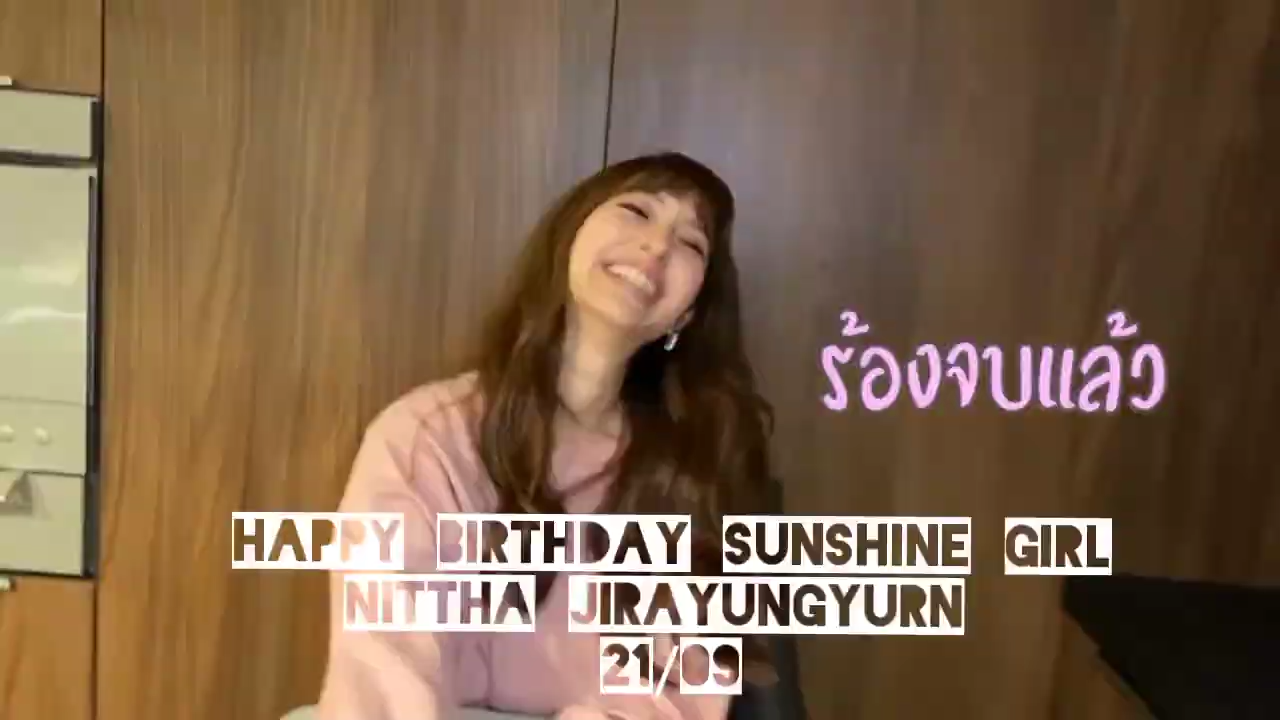 ร้องจบแล้ว
HAPPY BIRTHDAY SUNSHINE GIRL
NITTHA JIRAYUNGYURN
21/09